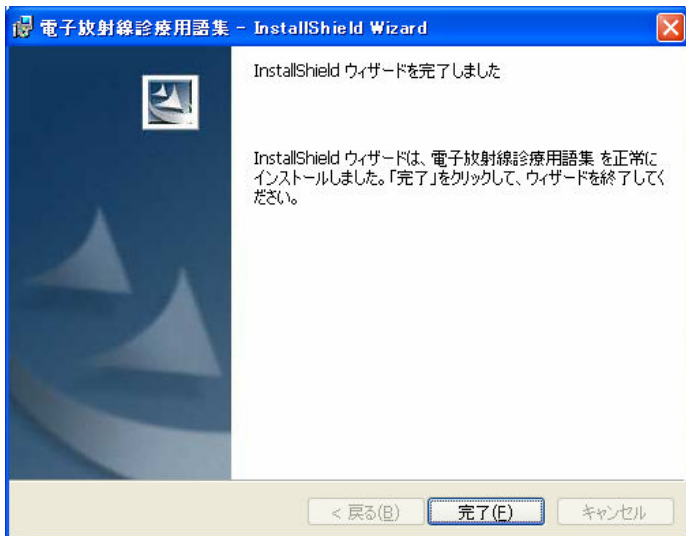 電子放射線診療用語集 - InstallShield Wizard
InstallShield ウィザードを完了しました
InstallShield ウィザードは、電子放射線診療用語集 を正常に
インストールしました。「完了」をクリックして、ウィザードを終了してく
ださい。
< 戻る(B)
完了(F)
キャンセル